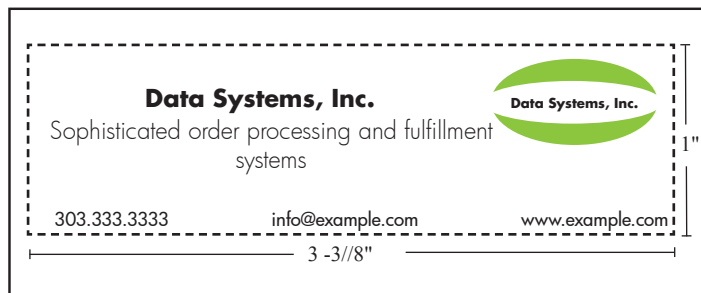 Data Systems, Inc.
Data Systems, Inc.
Sophisticated order processing and fulfillment
systems
1"
303.333.3333 info@example.com www.example.com
3 -3//8"